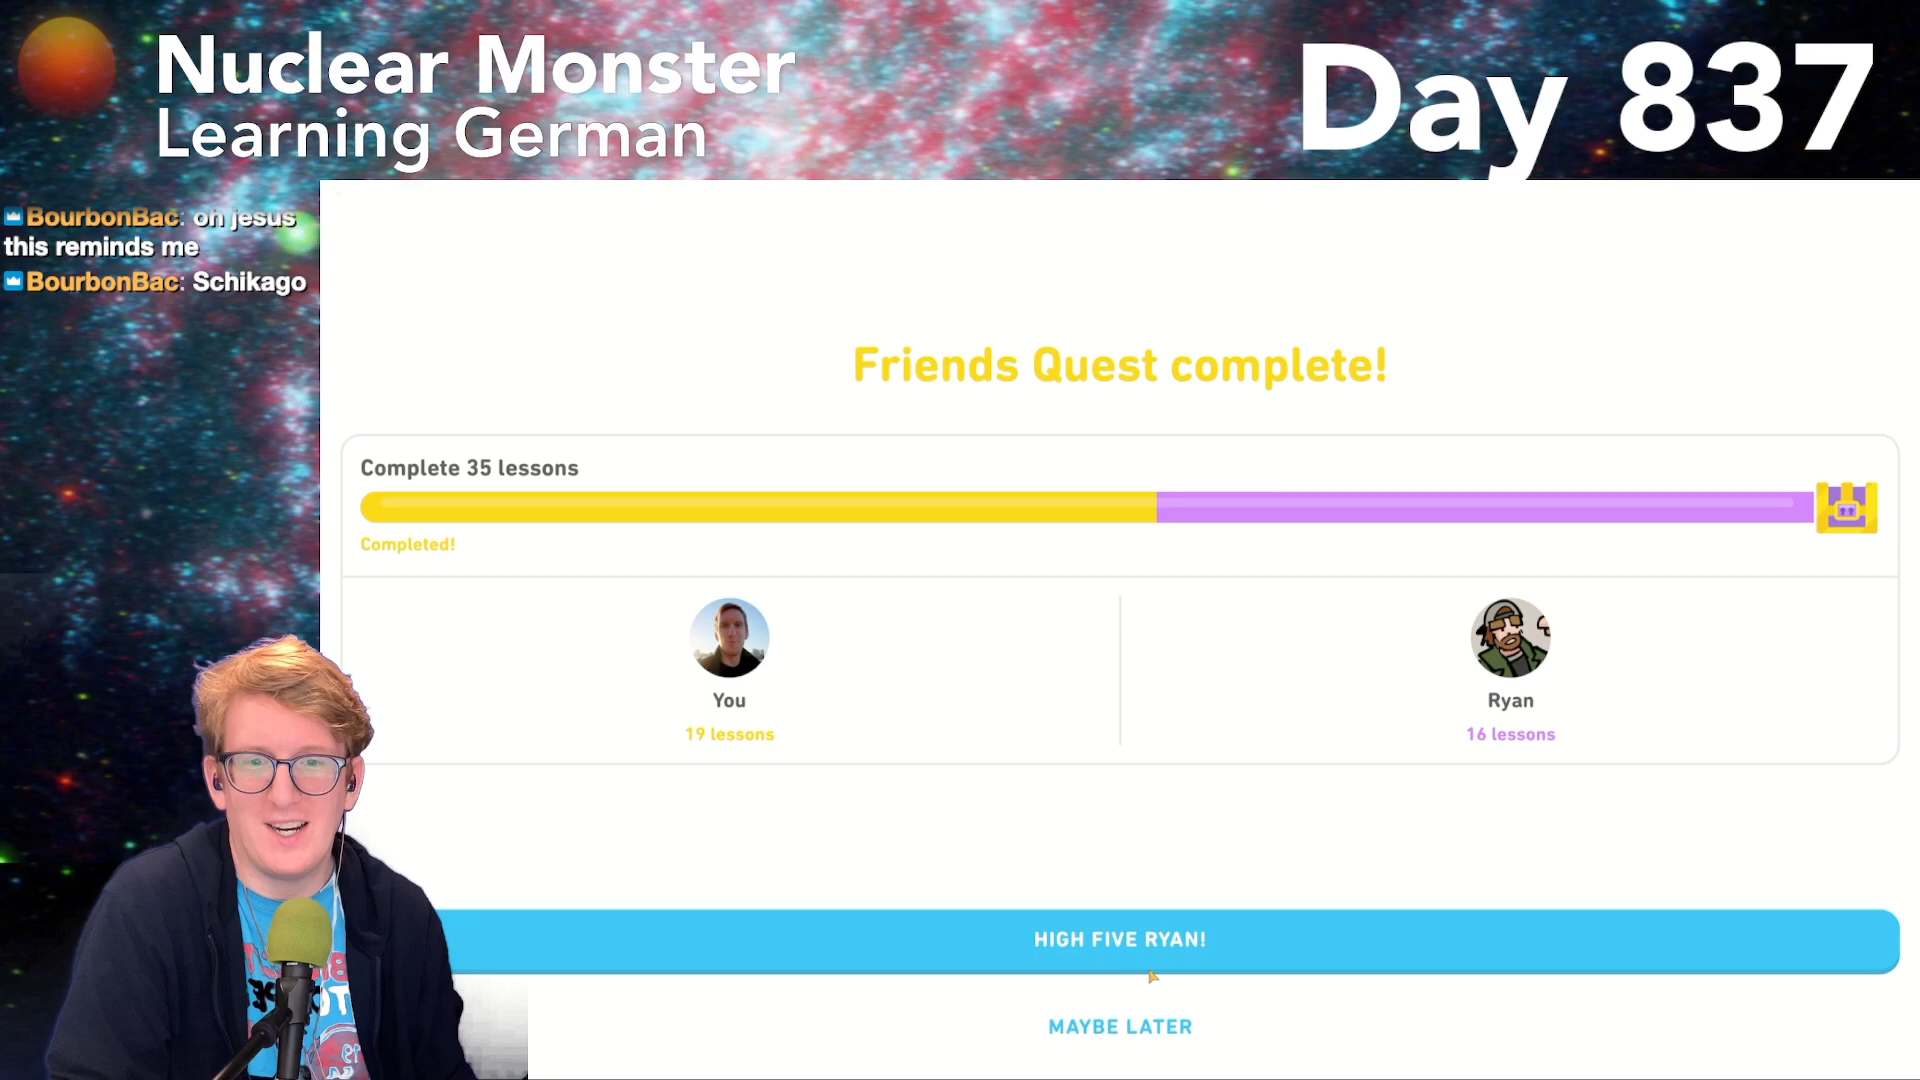 Nuclear Monster
Learning German
Day 837
BourbonBac: oh jesus
this reminds me
BourbonBac: Schikago
Friends Quest complete!
Complete 35 lessons
Completed!
You
19 lessons
Ryan
16 lessons
HIGH FIVE RYAN!
MAYBE LATER